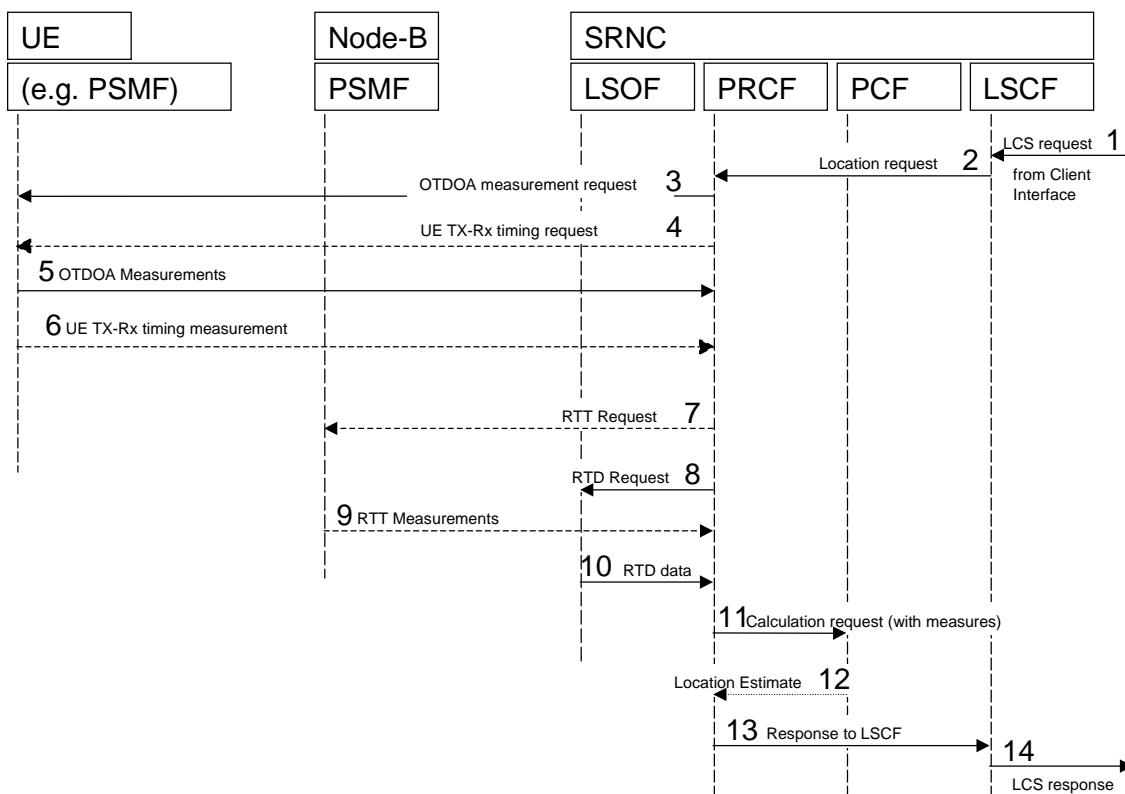 UE
Node-B
SRNC
(e.g. PSMF)
PSMF
LSOF
PRCF
PCF
LSCF
LCS request 1
from Client
Interface
Location request 2
OTDOA measurement request 3
UE TX-Rx timing request 4
5 OTDOA Measurements
6 UE TX-Rx timing measurement
RTT Request 7
RTD Request 8
9 RTT Measurements
10 RTD data
11 Calculation request (with measures)
Location Estimate 12
13 Response to LSCF
14
LCS response